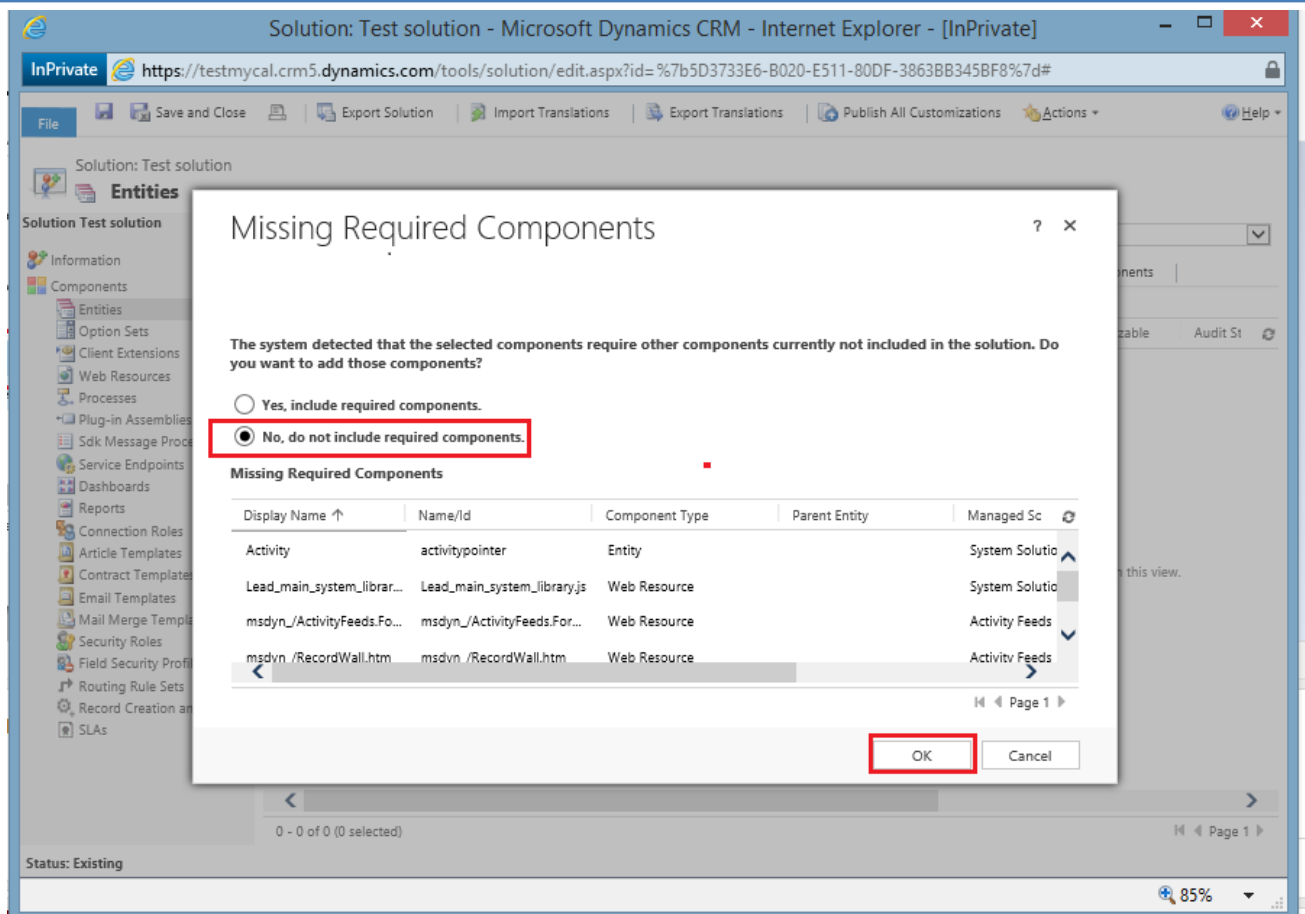 Solution: Test solution - Microsoft Dynamics CRM - Internet Explorer - [InPrivate]
InPrivate https://testmycal.crm5.dynamics.com/tools/solution/edit.aspx?id=%7b5D3733E6-B020-E511-80DF-3863BB345BF8%7d#
File Save and Close Export Solution Import Translations Export Translations Publish All Customizations Actions Help
Solution: Test solution
Entities
Solution Test solution
Information
Components
Entities
Option Sets
Client Extensions
Web Resources
Processes
Plug-in Assemblies
Sdk Message Proce
Service Endpoints
Dashboards
Reports
Connection Roles
Article Templates
Contract Templates
Email Templates
Mail Merge Templa
Security Roles
Field Security Profil
Routing Rule Sets
Record Creation an
SLAs
Missing Required Components ?
The system detected that the selected components require other components currently not included in the solution. Do
you want to add those components?
Yes, include required components.
No, do not include required components.
Missing Required Components
Display Name ↑ Name/Id Component Type Parent Entity Managed Sc
Activity activitypointer Entity System Solutio
Lead_main_system_librar... Lead_main_system_library.js Web Resource System Solutio
msdyn_/ActivityFeeds.Fo... msdyn_/ActivityFeeds.For... Web Resource Activity Feeds
msdyn_/RecordWall.htm msdyn_/RecordWall.htm Web Resource Activity Feeds
Page 1
OK Cancel
nents
zable Audit St
this view.
0 - 0 of 0 (0 selected) Page 1
Status: Existing
85%